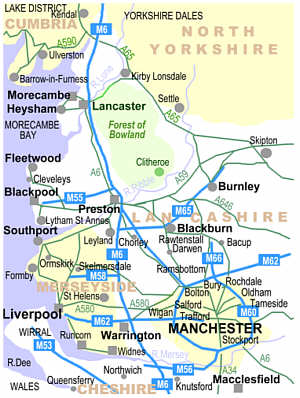 LAKE DISTRICT
YORKSHIRE DALES
Kendal
M6
CUMBRIA
NORTH
YORKSHIRE
A590
A65
Ulverston
R.Lune
Barrow-in-Furness
Kirby Lonsdale
Morecambe
Settle
Heysham
Lancaster
A65
MORECAMBE
BAY
Forest of
Bowland
Skipton
Fleetwood
Clitheroe
Cleveleys
A6
A59
R.Ribble
Blackpool
M55
Burnley
Preston
M65
A646
LANCASHIRE
Lytham St Annes
Southport
Blackburn
Leyland
Chorley
Rawtenstall
Bacup
Darwen
M6
M66
M62
Ormskirk
Ramsbottom
Formby
Skelmersdale
M58
Bury
Rochdale
MERSEYSIDE
Bolton
Oldham
St Helens
Salford
Tameside
A580
A580
Wigan
Trafford
M60
Liverpool
M62
MANCHESTER
WIRRAL
Warrington
Stockport
M53
Runcorn
Widnes
R.Mersey
A6
R.Dee
Northwich
M56
A34
Queensferry
Macclesfield
WALES
CHESHIRE
M6
Knutsford